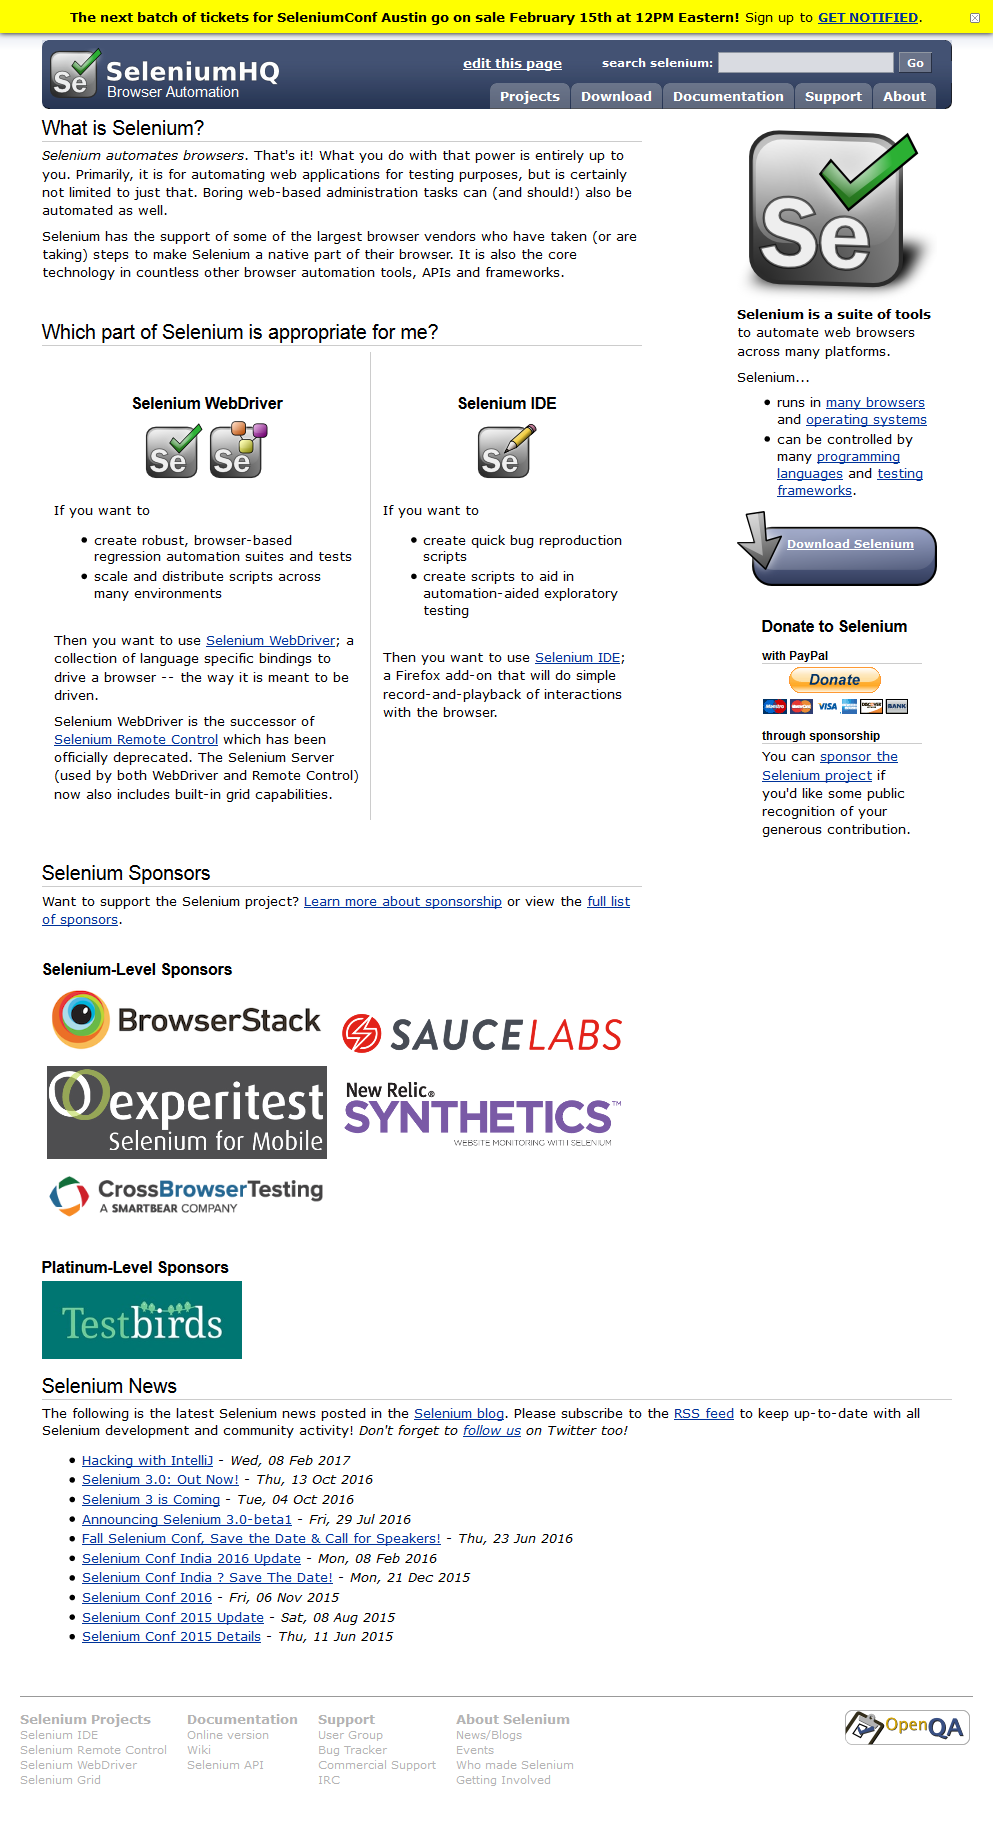 The next batch of tickets for SeleniumConf Austin go on sale February 15th at 12PM Eastern! Sign up to GET NOTIFIED.
Se SeleniumHQ
Browser Automation
edit this page
search selenium:
Go
Projects
Download
Documentation
Support
About
What is Selenium?
Selenium automates browsers. That's it! What you do with that power is entirely up to
you. Primarily, it is for automating web applications for testing purposes, but is certainly
not limited to just that. Boring web-based administration tasks can (and should!) also be
automated as well.
Selenium has the support of some of the largest browser vendors who have taken (or are
taking) steps to make Selenium a native part of their browser. It is also the core
technology in countless other browser automation tools, APIs and frameworks.
Which part of Selenium is appropriate for me?
Selenium WebDriver
Se Se
If you want to
create robust, browser-based
regression automation suites and tests
scale and distribute scripts across
many environments
Then you want to use Selenium WebDriver; a
collection of language specific bindings to
drive a browser -- the way it is meant to be
driven.
Selenium WebDriver is the successor of
Selenium Remote Control which has been
officially deprecated. The Selenium Server
(used by both WebDriver and Remote Control)
now also includes built-in grid capabilities.
Selenium IDE
Se
If you want to
create quick bug reproduction
scripts
create scripts to aid in
automation-aided exploratory
testing
Then you want to use Selenium IDE;
a Firefox add-on that will do simple
record-and-playback of interactions
with the browser.
Se
Selenium is a suite of tools
to automate web browsers
across many platforms.
Selenium...
runs in many browsers
and operating systems
can be controlled by
many programming
languages and testing
frameworks.
Download Selenium
Donate to Selenium
with PayPal
Donate
Maestro MasterCard VISA DISCOVER BANK
through sponsorship
You can sponsor the
Selenium project if
you'd like some public
recognition of your
generous contribution.
Selenium Sponsors
Want to support the Selenium project? Learn more about sponsorship or view the full list
of sponsors.
Selenium-Level Sponsors
BrowserStack
SAUCELABS
experitest
Selenium for Mobile
New Relic®
SYNTHETICS™
WEBSITE MONITORING WITH SELENIUM
CrossBrowserTesting
A SMARTBEAR COMPANY
Platinum-Level Sponsors
Testbirds
Selenium News
The following is the latest Selenium news posted in the Selenium blog. Please subscribe to the RSS feed to keep up-to-date with all
Selenium development and community activity! Don't forget to follow us on Twitter too!
Hacking with IntelliJ - Wed, 08 Feb 2017
Selenium 3.0: Out Now! - Thu, 13 Oct 2016
Selenium 3 is Coming - Tue, 04 Oct 2016
Announcing Selenium 3.0-beta1 - Fri, 29 Jul 2016
Fall Selenium Conf, Save the Date & Call for Speakers! - Thu, 23 Jun 2016
Selenium Conf India 2016 Update - Mon, 08 Feb 2016
Selenium Conf India ? Save The Date! - Mon, 21 Dec 2015
Selenium Conf 2016 - Fri, 06 Nov 2015
Selenium Conf 2015 Update - Sat, 08 Aug 2015
Selenium Conf 2015 Details - Thu, 11 Jun 2015
Selenium Projects
Selenium IDE
Selenium Remote Control
Selenium WebDriver
Selenium Grid
Documentation
Online version
Wiki
Selenium API
Support
User Group
Bug Tracker
Commercial Support
IRC
About Selenium
News/Blogs
Events
Who made Selenium
Getting Involved
OpenQA